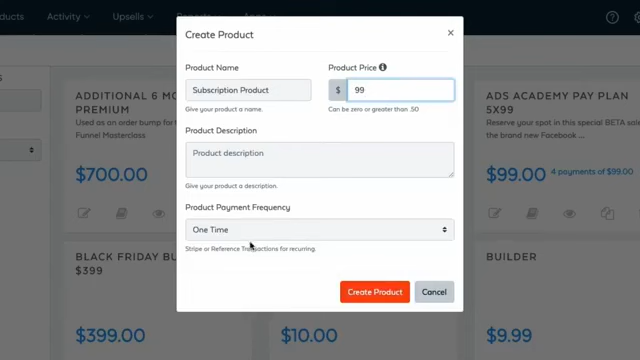 oducts
Activity
Upsells
Create Product
×
Product Name
Product Price
Subscription Product
$
99
Give your product a name.
Can be zero or greater than .50
Product Description
Product description
Give your product a description.
Product Payment Frequency
One Time
Stripe or Reference Transactions for recurring.
Create Product
Cancel
ADDITIONAL 6 MO
PREMIUM
Used as an order bump for t
Funnel Masterclass
$700.00
ADS ACADEMY PAY PLAN
5X99
Reserve your spot in this special BETA sale
the brand new Facebook ....
$99.00
4 payments of $99.00
BLACK FRIDAY BU
$399
$399.00
$10.00
BUILDER
$9.99